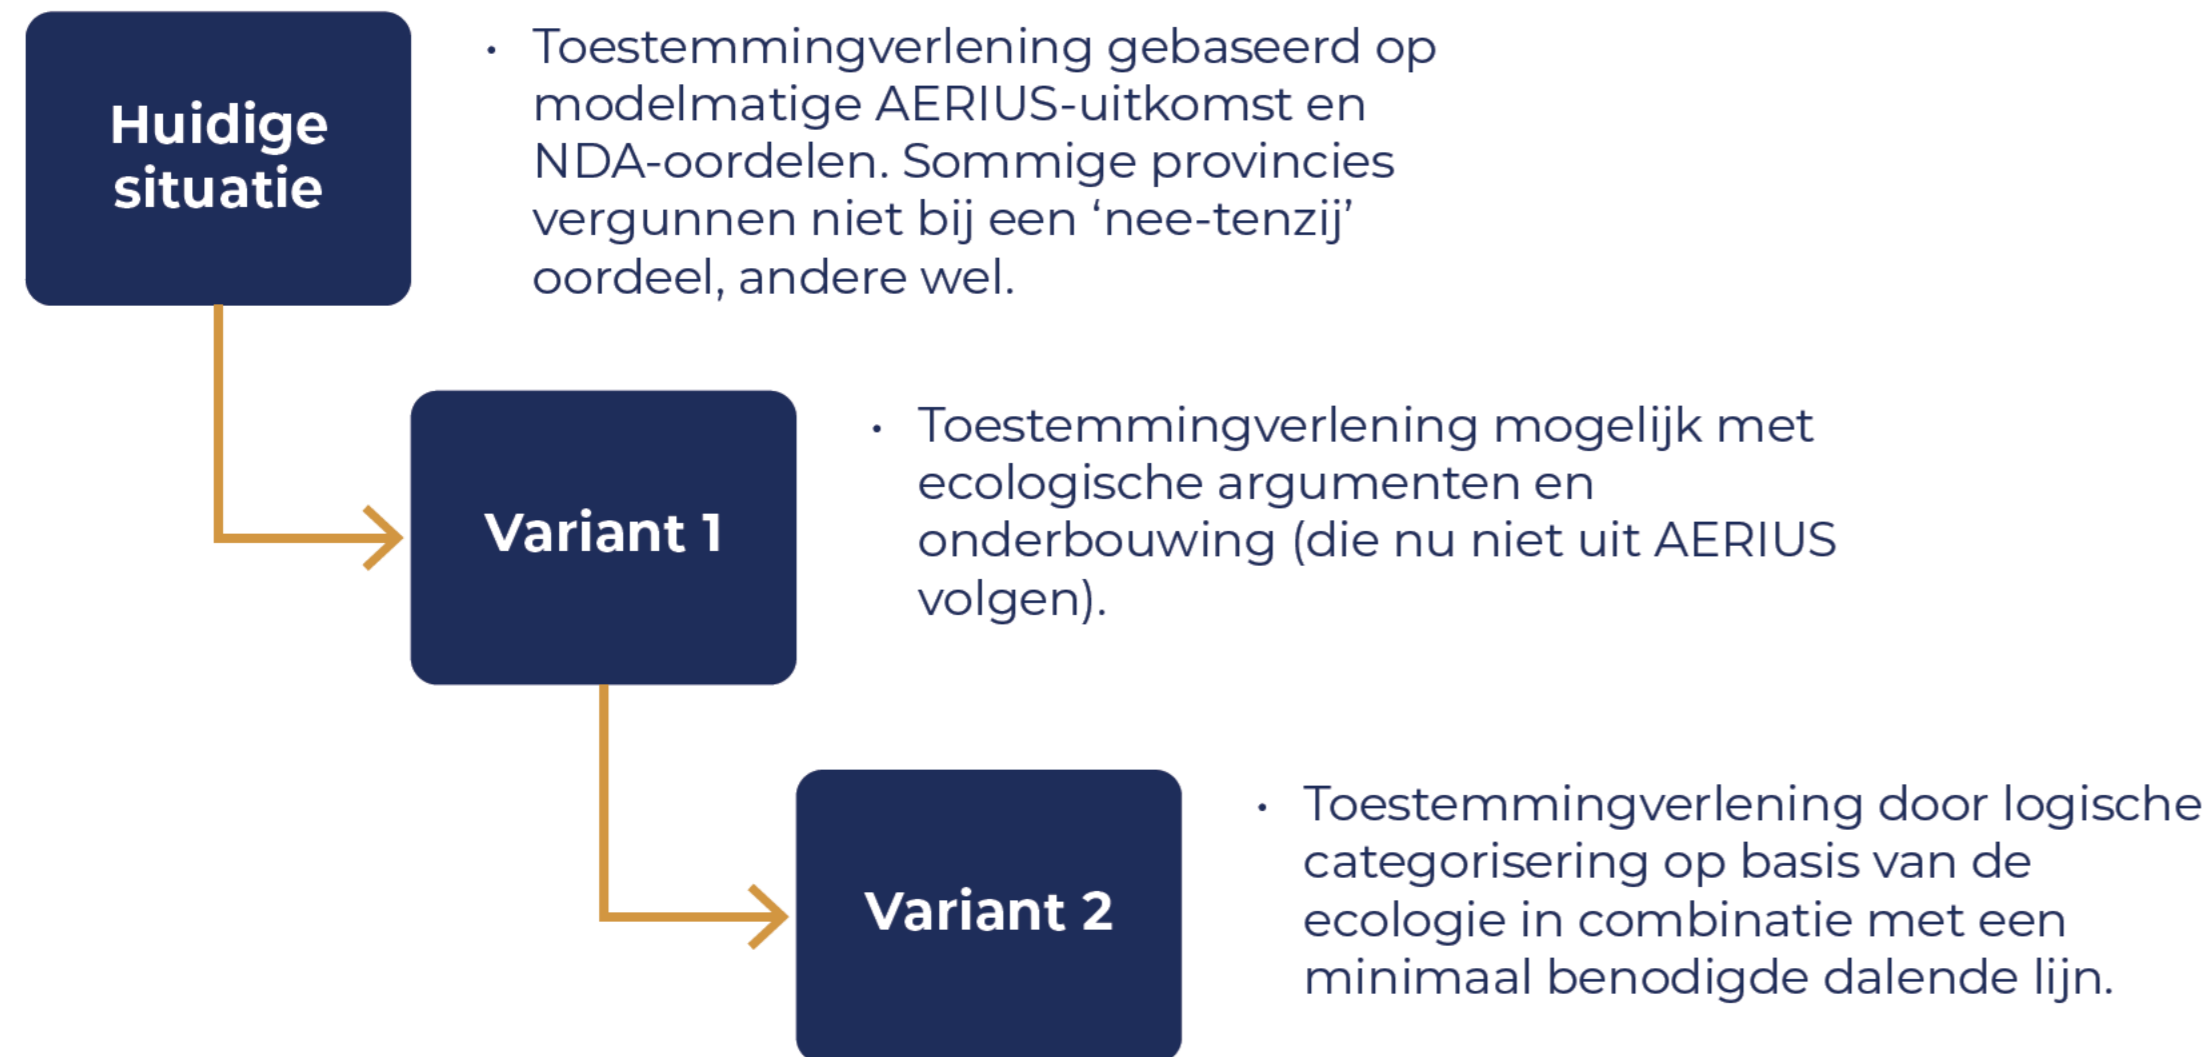 Huidige
situatie
· Toestemmingverlening gebaseerd op
modelmatige AERIUS-uitkomst en
NDA-oordelen. Sommige provincies
vergunnen niet bij een ‘nee-tenzij’
oordeel, andere wel.
Variant 1
· Toestemmingverlening mogelijk met
ecologische argumenten en
onderbouwing (die nu niet uit AERIUS
volgen).
Variant 2
· Toestemmingverlening door logische
categorisering op basis van de
ecologie in combinatie met een
minimaal benodigde dalende lijn.